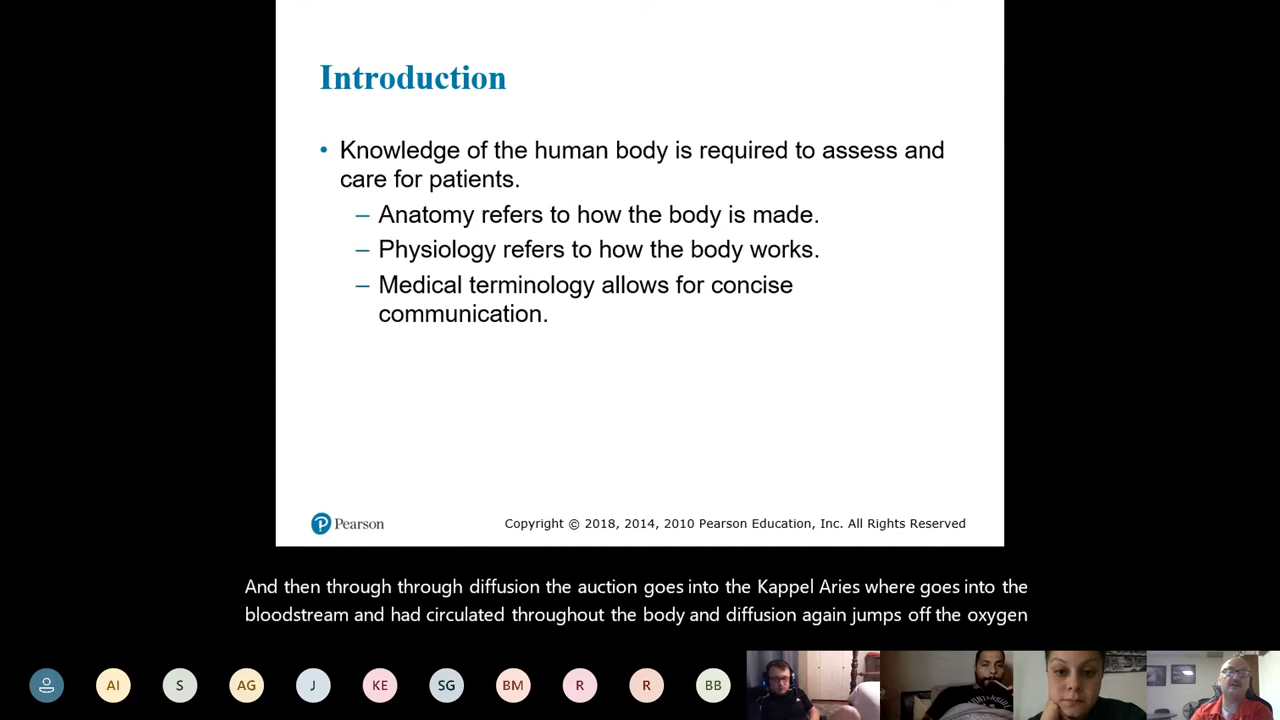 Introduction
• Knowledge of the human body is required to assess and
care for patients.
– Anatomy refers to how the body is made.
– Physiology refers to how the body works.
– Medical terminology allows for concise
communication.
Pearson
Copyright © 2018, 2014, 2010 Pearson Education, Inc. All Rights Reserved
And then through through diffusion the auction goes into the Kappel Aries where goes into the
bloodstream and had circulated throughout the body and diffusion again jumps off the oxygen
AI S AG J KE SG BM R R BB